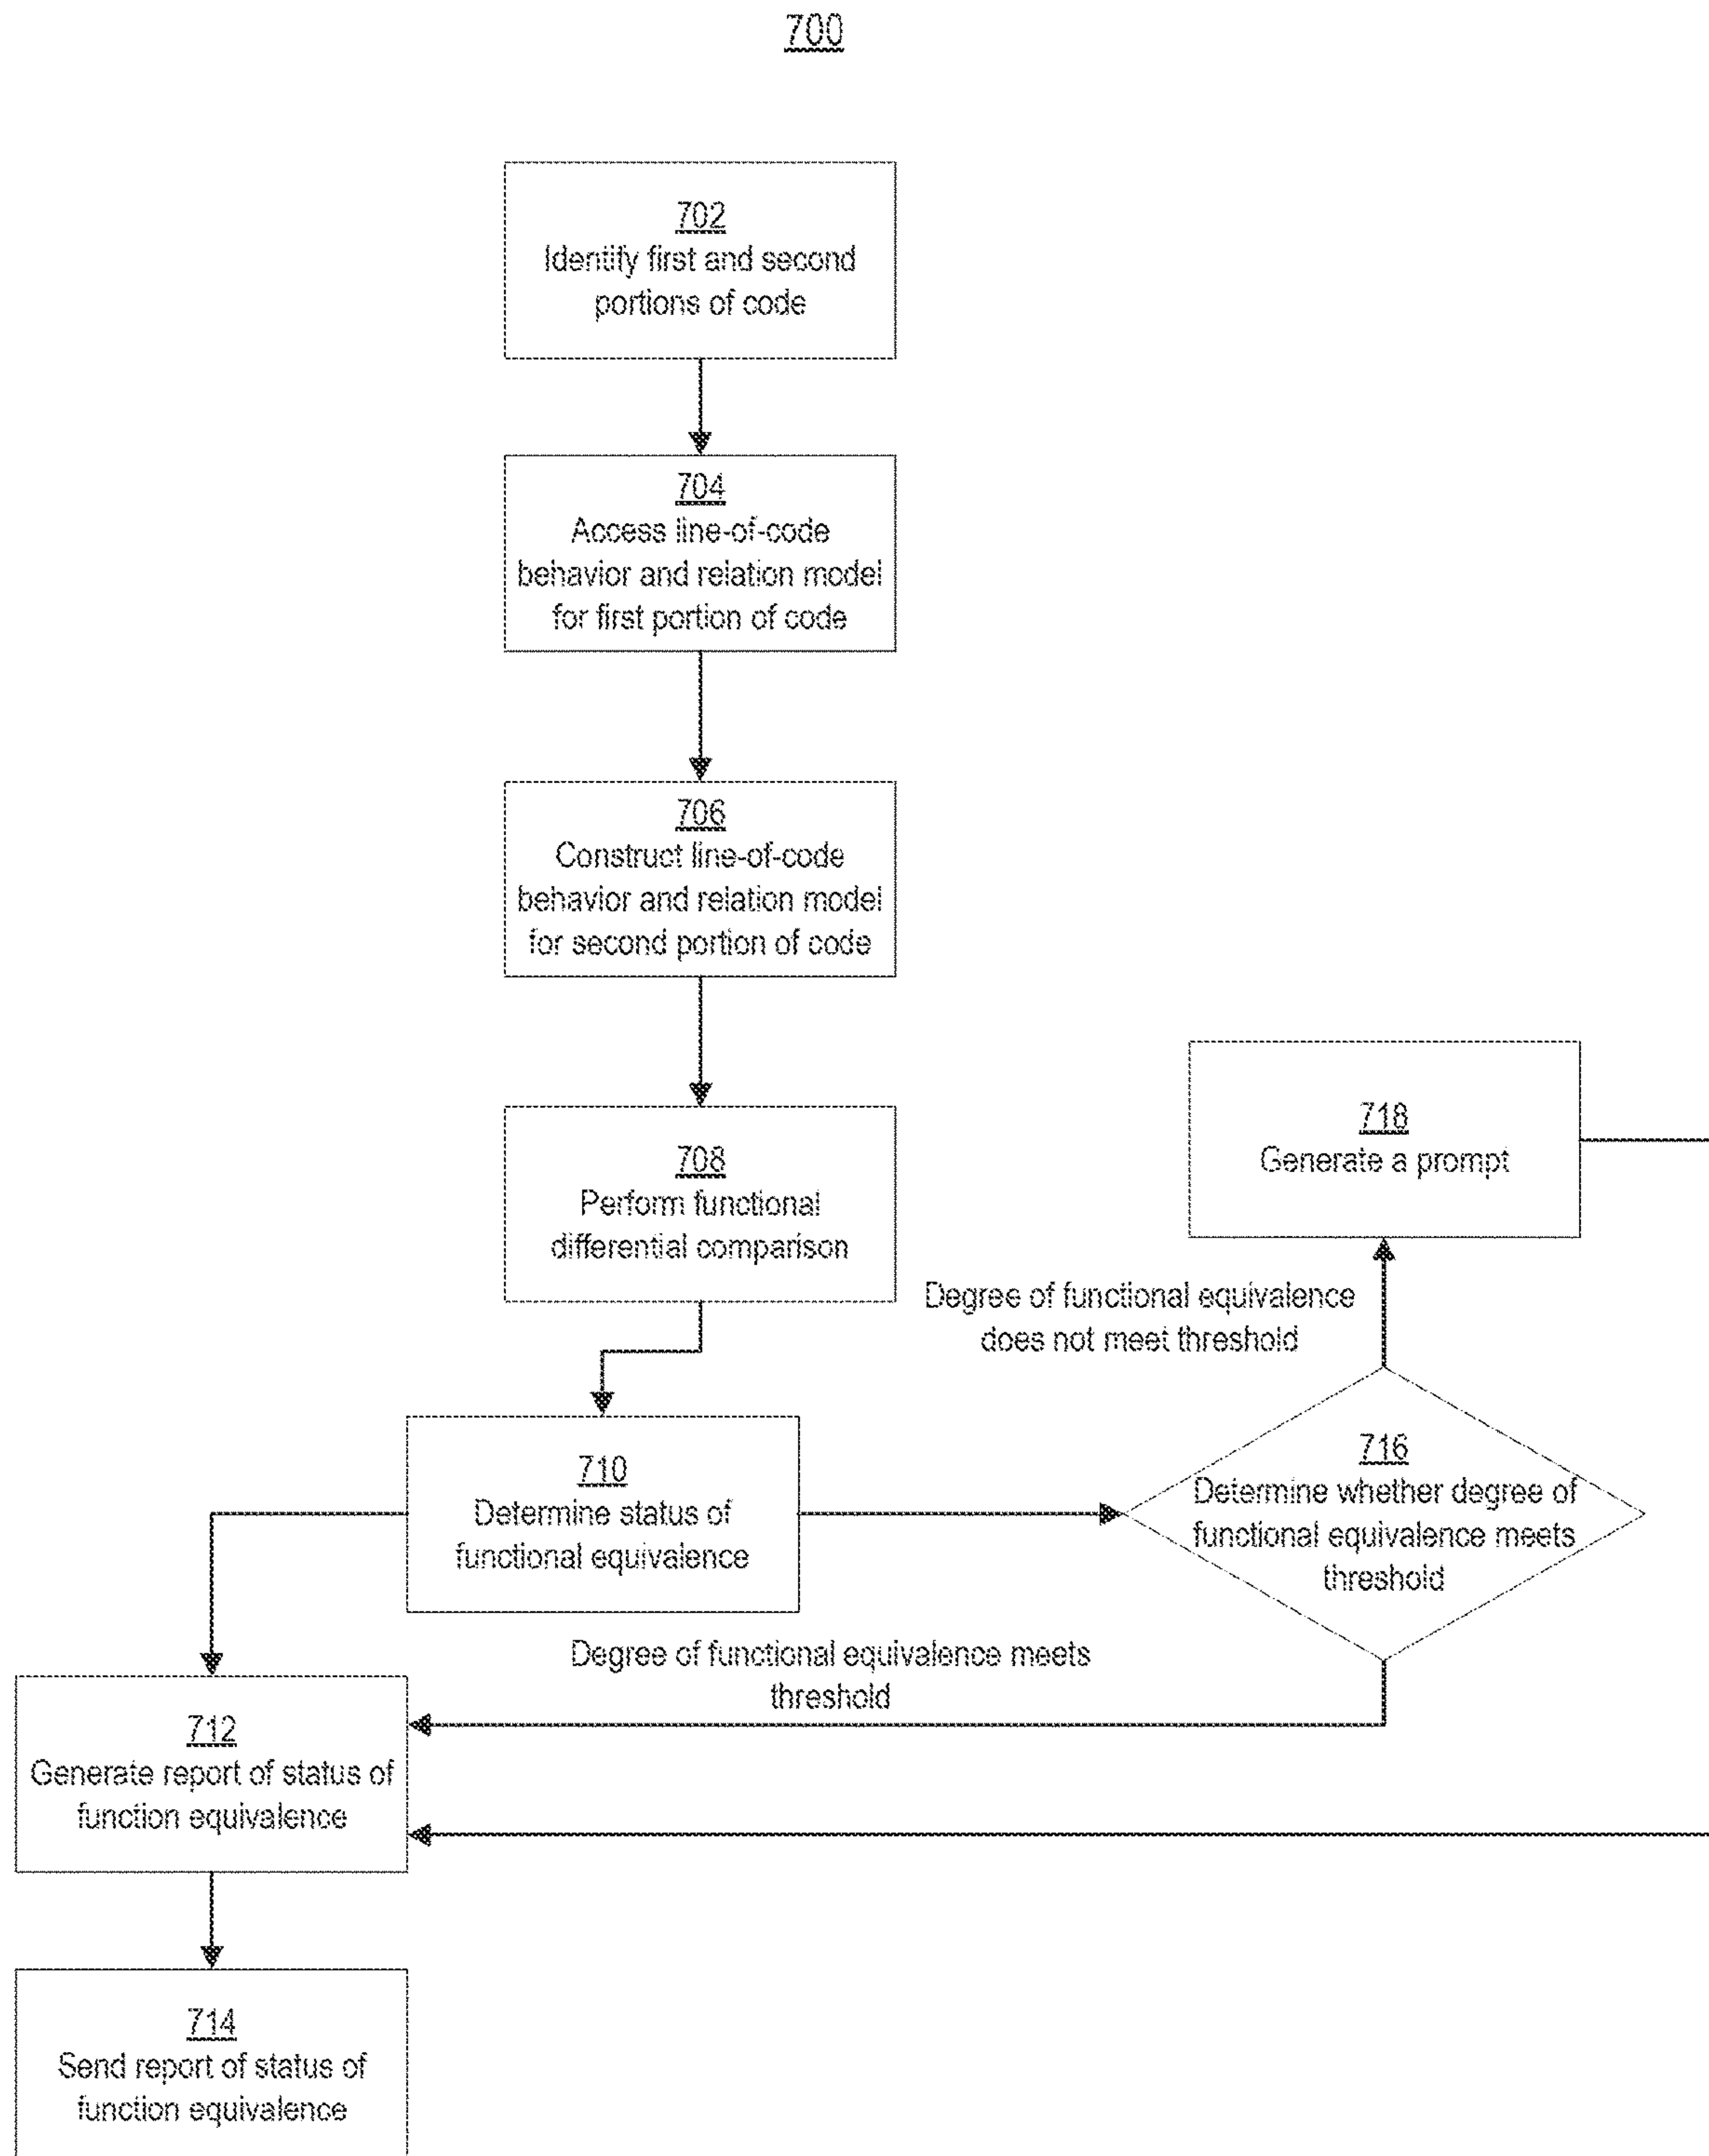 700
702
Identify first and second
portions of code
704
Access line-of-code
behavior and relation model
for first portion of code
706
Construct line-of-code
behavior and relation model
for second portion of code
708
Perform functional
differential comparison
718
Generate a prompt
Degree of functional equivalence
does not meet threshold
710
Determine status of
functional equivalence
716
Determine whether degree of
functional equivalence meets
threshold
Degree of functional equivalence meets
threshold
712
Generate report of status of
function equivalence
714
Send report of status of
function equivalence